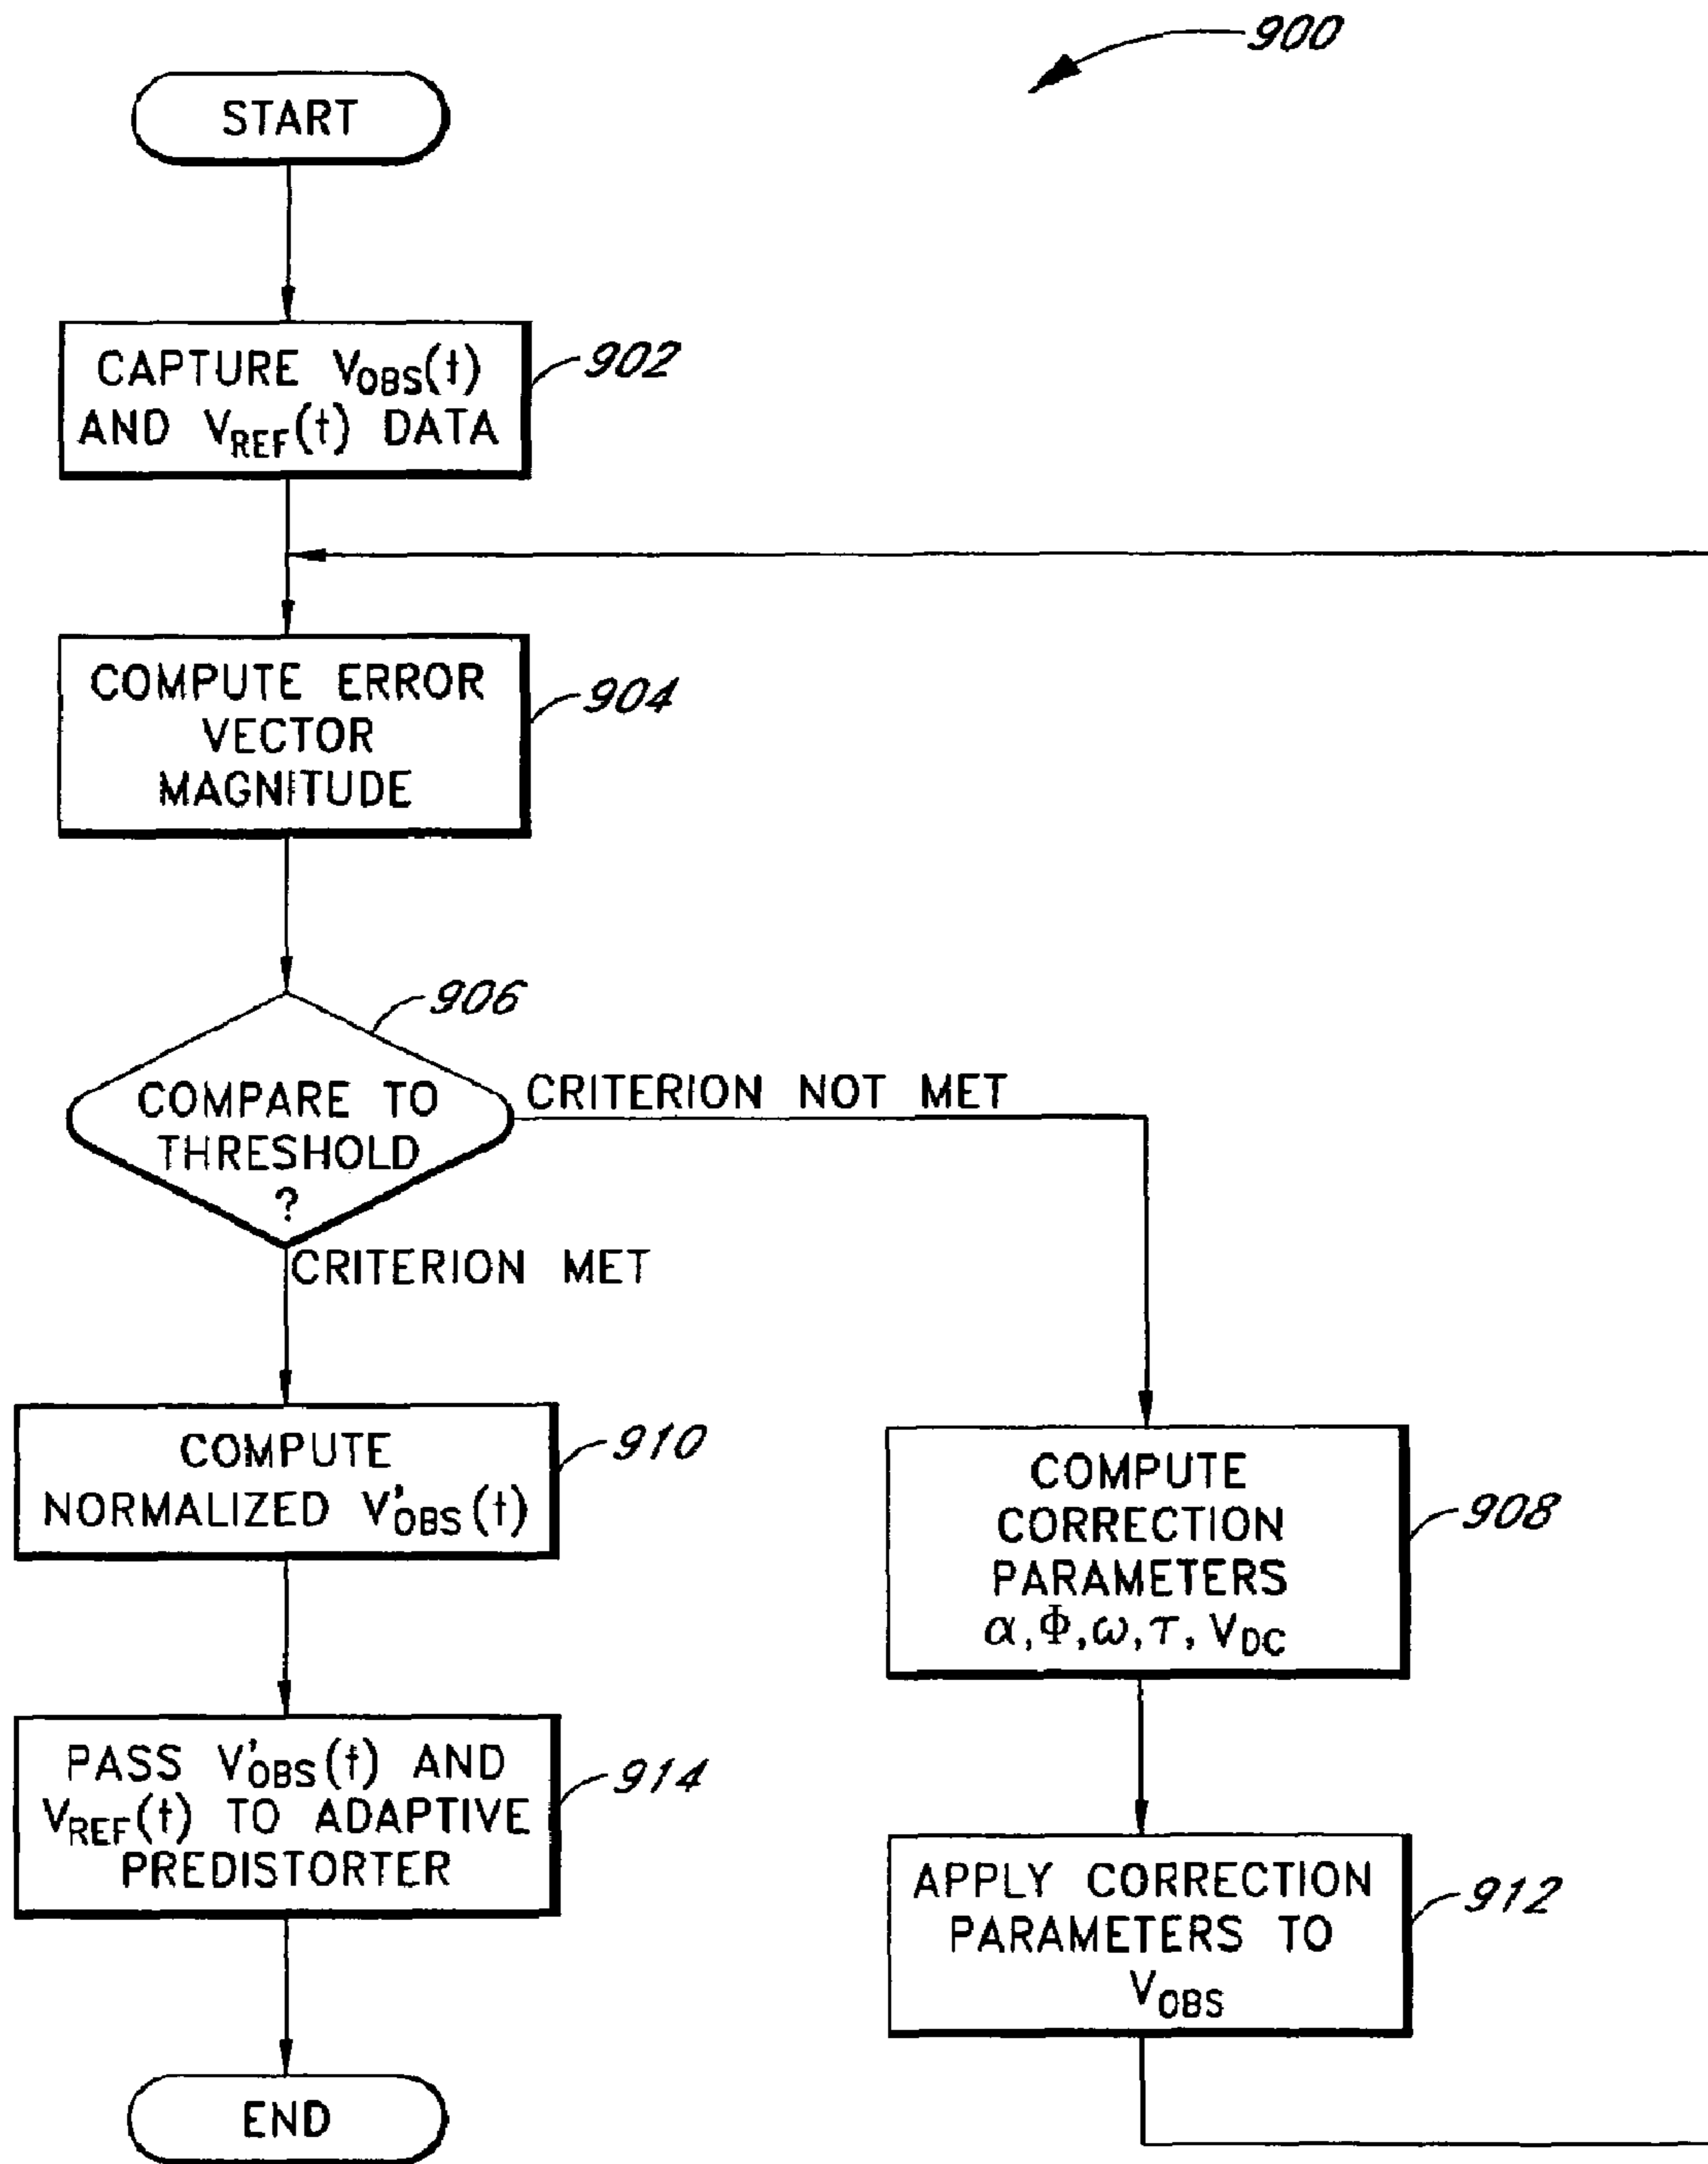 900
START
CAPTURE V_OBS(t)
AND V_REF(t) DATA
902
COMPUTE ERROR
VECTOR
MAGNITUDE
904
906
COMPARE TO
THRESHOLD
?
CRITERION NOT MET
CRITERION MET
COMPUTE
NORMALIZED V'_OBS(t)
910
COMPUTE
CORRECTION
PARAMETERS
α,Φ,ω,τ,V_DC
908
PASS V'_OBS(t) AND
V_REF(t) TO ADAPTIVE
PREDISTORTER
914
APPLY CORRECTION
PARAMETERS TO
V_OBS
912
END